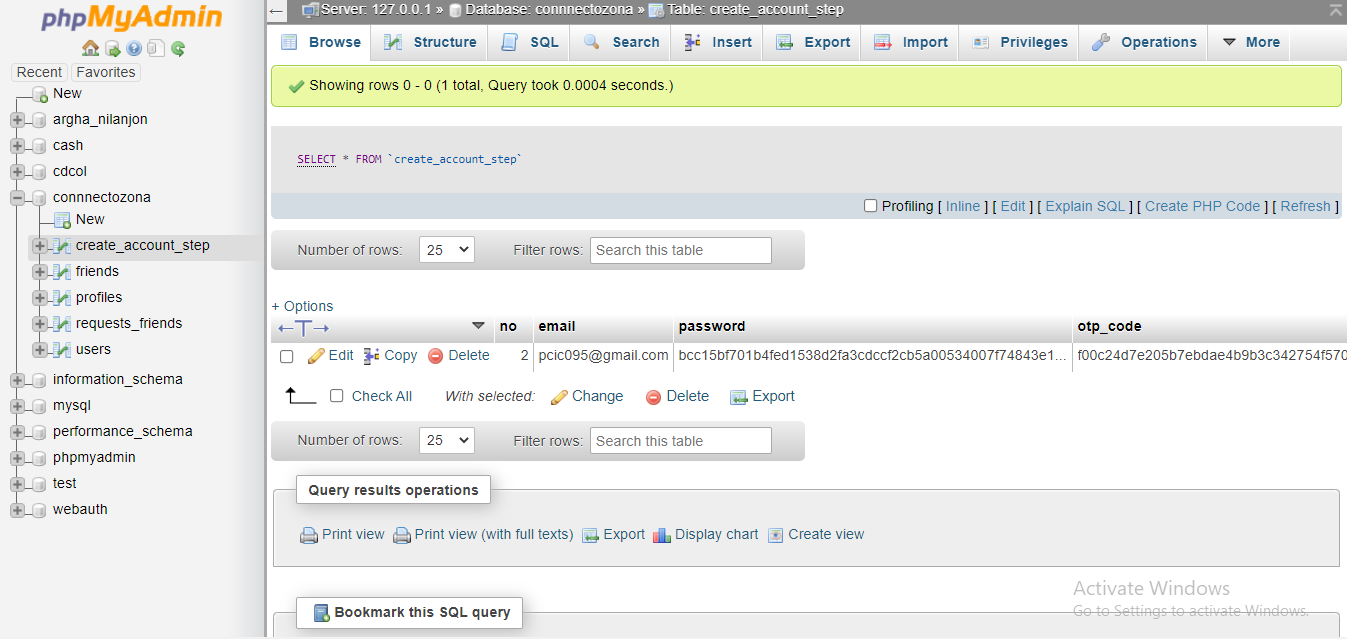 phpMyAdmin
Recent Favorites
New
argha_nilanjon
cash
cdcol
connnectozona
New
create_account_step
friends
profiles
requests_friends
users
information_schema
mysql
performance_schema
phpmyadmin
test
webauth
Server: 127.0.0.1 » Database: connnectozona » Table: create_account_step
Browse Structure SQL Search Insert Export Import Privileges Operations More
Showing rows 0 - 0 (1 total, Query took 0.0004 seconds.)
SELECT * FROM `create_account_step`
Profiling [ Inline ] [ Edit ] [ Explain SQL ] [ Create PHP Code ] [ Refresh ]
Number of rows: 25 Filter rows: Search this table
+ Options
←T→ no email password otp_code
Edit Copy Delete 2 pcic095@gmail.com bcc15bf701b4fed1538d2fa3cdccf2cb5a00534007f74843e1... f00c24d7e205b7ebdae4b9b3c342754f570
Check All With selected: Change Delete Export
Number of rows: 25 Filter rows: Search this table
Query results operations
Print view Print view (with full texts) Export Display chart Create view
Bookmark this SQL query
Activate Windows
Go to Settings to activate Windows.